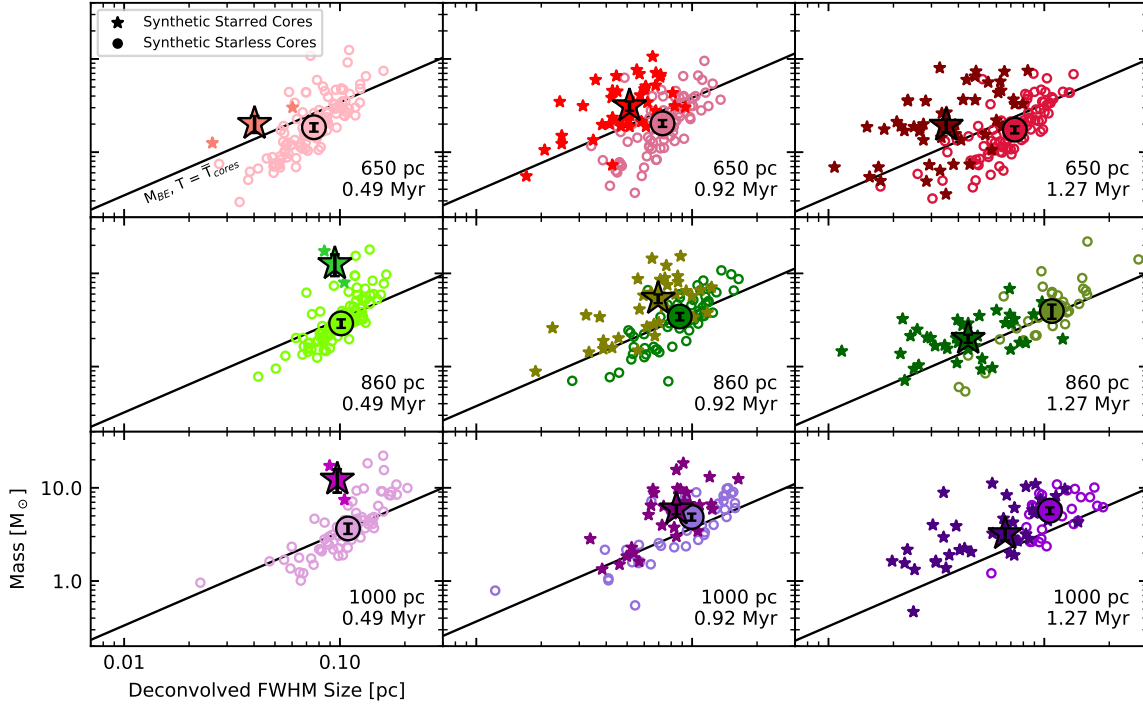 Synthetic Starred Cores
Synthetic Starless Cores
M_BE, T = T̅_cores
650 pc
0.49 Myr
650 pc
0.92 Myr
650 pc
1.27 Myr
860 pc
0.49 Myr
860 pc
0.92 Myr
860 pc
1.27 Myr
10.0
1.0
Mass [M⊙]
1000 pc
0.49 Myr
1000 pc
0.92 Myr
1000 pc
1.27 Myr
0.01
0.10
Deconvolved FWHM Size [pc]